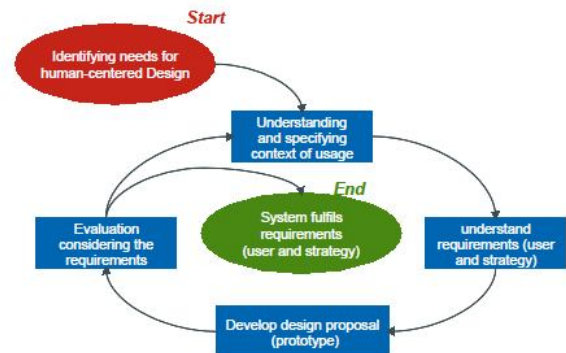 Start
Identifying needs for
human-centered Design
Understanding
and specifying
context of usage
End
System fulfils
requirements
(user and strategy)
Evaluation
considering the
requirements
understand
requirements (user
and strategy)
Develop design proposal
(prototype)